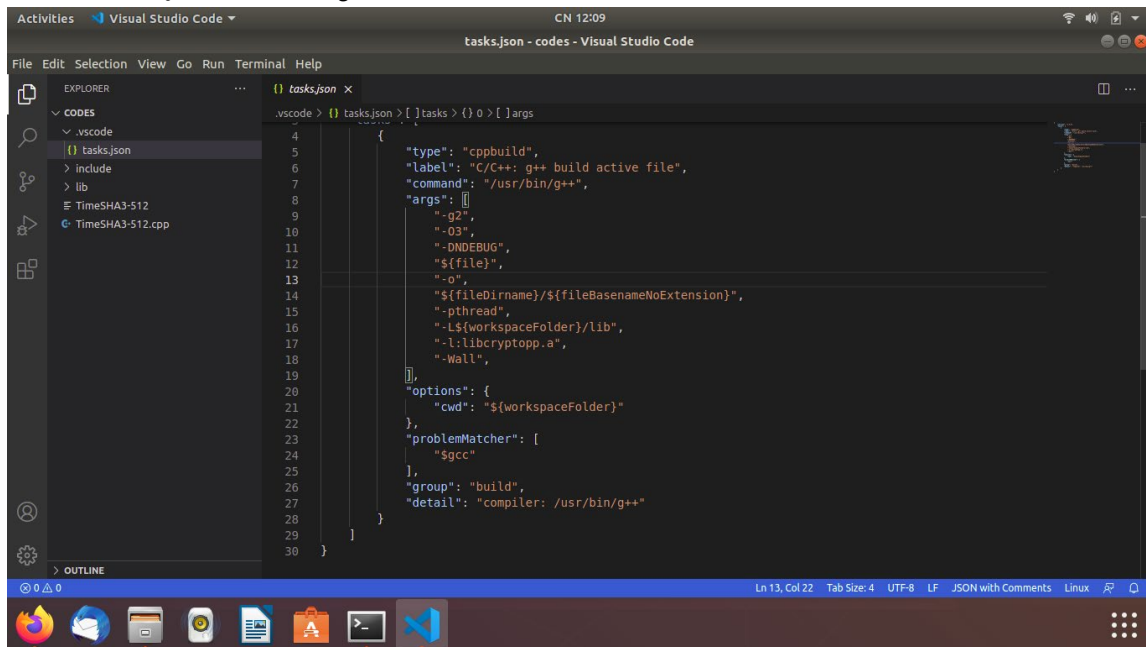 Activities Visual Studio Code
CN 12:09
tasks.json - codes - Visual Studio Code
File Edit Selection View Go Run Terminal Help
EXPLORER
CODES
.vscode
{} tasks.json
include
lib
TimeSHA3-512
TimeSHA3-512.cpp
OUTLINE
{} tasks.json
.vscode > {} tasks.json > [ ] tasks > {} 0 > [ ] args
4 {
5 "type": "cppbuild",
6 "label": "C/C++: g++ build active file",
7 "command": "/usr/bin/g++",
8 "args": [
9 "-g2",
10 "-O3",
11 "-DNDEBUG",
12 "${file}",
13 "-o",
14 "${fileDirname}/${fileBasenameNoExtension}",
15 "-pthread",
16 "-L${workspaceFolder}/lib",
17 "-l:libcryptopp.a",
18 "-Wall",
19 ],
20 "options": {
21 "cwd": "${workspaceFolder}"
22 },
23 "problemMatcher": [
24 "$gcc"
25 ],
26 "group": "build",
27 "detail": "compiler: /usr/bin/g++"
28 }
29 ]
30 }
0 0
Ln 13, Col 22 Tab Size: 4 UTF-8 LF JSON with Comments Linux